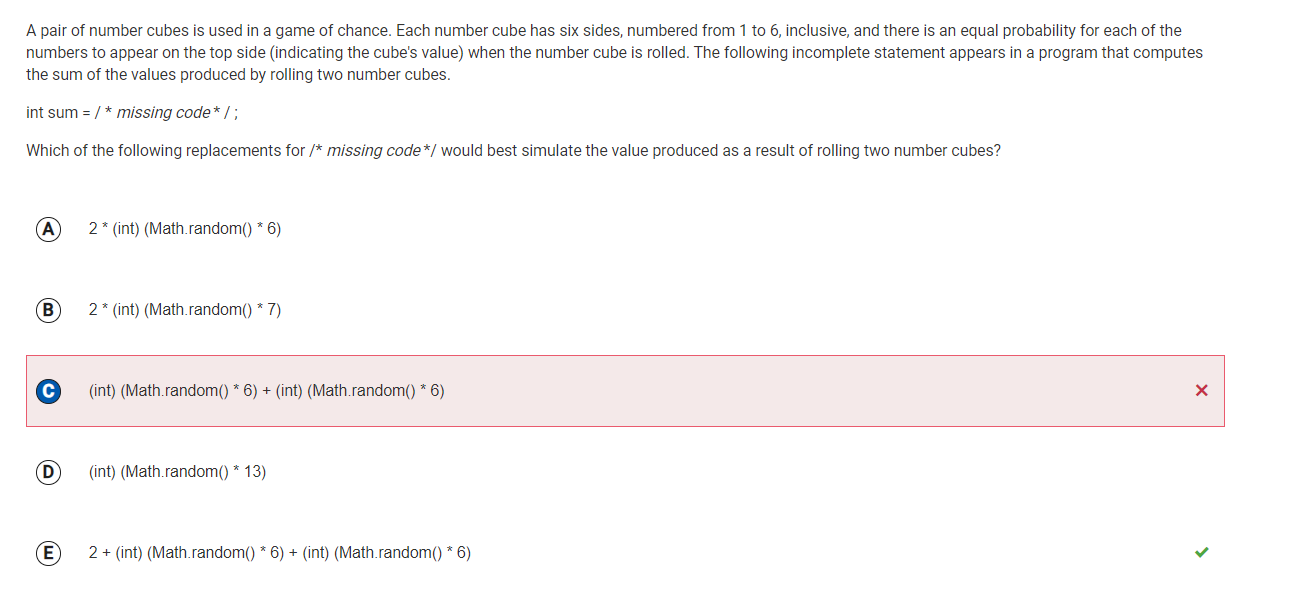 A pair of number cubes is used in a game of chance. Each number cube has six sides, numbered from 1 to 6, inclusive, and there is an equal probability for each of the
numbers to appear on the top side (indicating the cube's value) when the number cube is rolled. The following incomplete statement appears in a program that computes
the sum of the values produced by rolling two number cubes.
int sum = / * missing code* / ;
Which of the following replacements for /* missing code*/ would best simulate the value produced as a result of rolling two number cubes?
A 2 * (int) (Math.random() * 6)
B 2 * (int) (Math.random() * 7)
C (int) (Math.random() * 6) + (int) (Math.random() * 6)
D (int) (Math.random() * 13)
E 2 + (int) (Math.random() * 6) + (int) (Math.random() * 6)